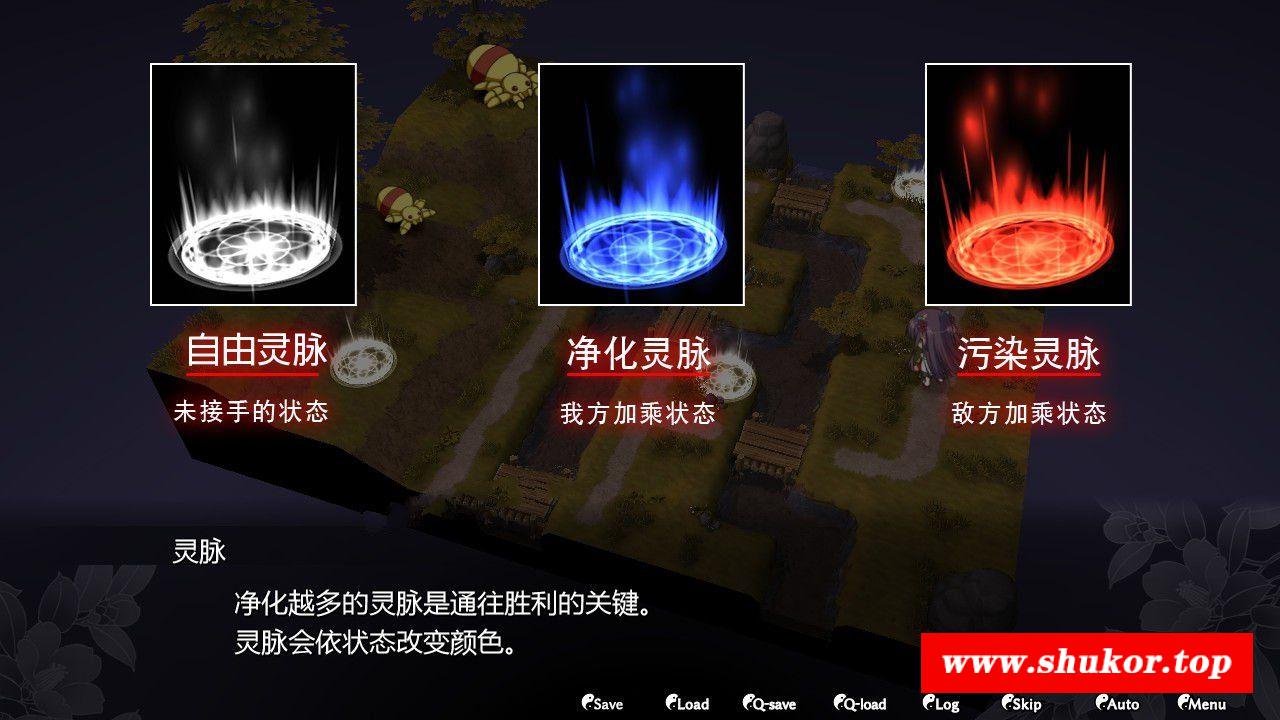 自由灵脉
净化灵脉
污染灵脉
未接手的状态
我方加乘状态
敌方加乘状态
灵脉
净化越多的灵脉是通往胜利的关键。
灵脉会依状态改变颜色。
www.shukor.top
Save Load Q-save Q-load Log Skip Auto Menu